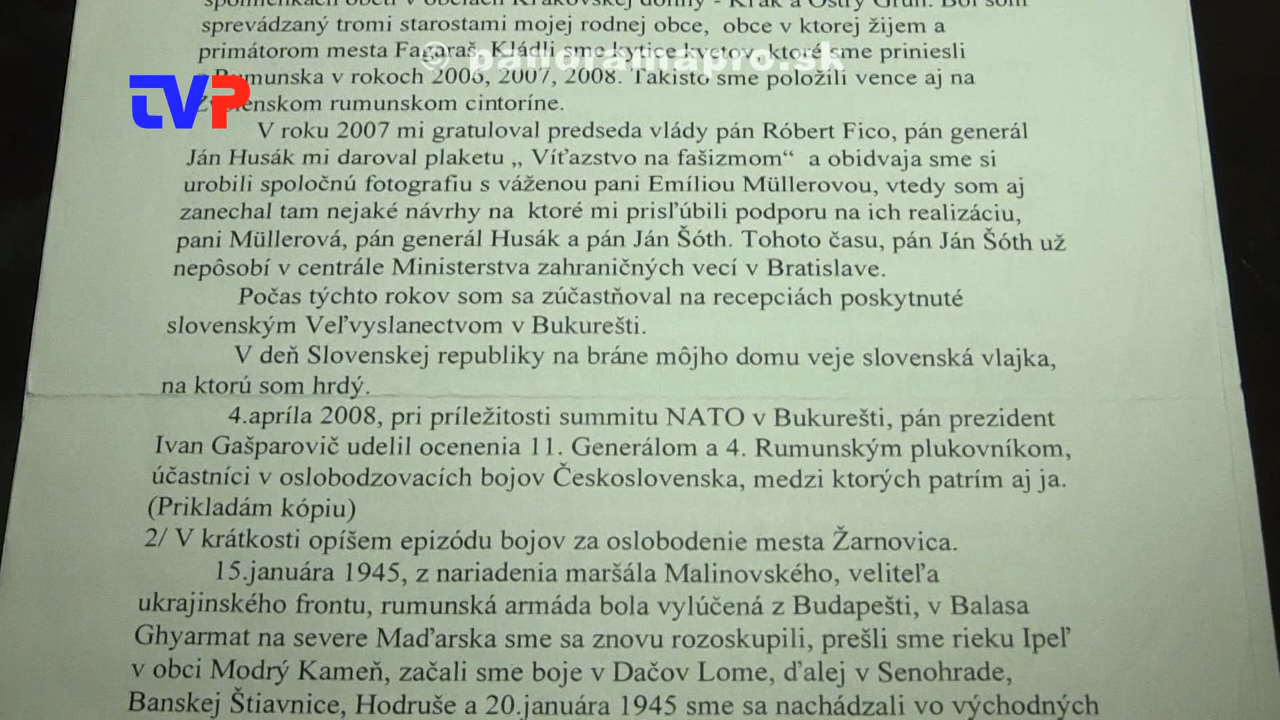 spomienkach obetí v obciach Kľakovskej doliny - Kľak a Ostrý Grúň. Bol som
sprevádzaný tromi starostami mojej rodnej obce, obce v ktorej žijem a
primátorom mesta Fagaraš. Kládli sme kytice kvetov, ktoré sme priniesli
© panoramapro.sk
z Rumunska v rokoch 2006, 2007, 2008. Takisto sme položili vence aj na
TVP
Zvolenskom rumunskom cintoríne.
V roku 2007 mi gratuloval predseda vlády pán Róbert Fico, pán generál
Ján Husák mi daroval plaketu „ Víťazstvo na fašizmom“ a obidvaja sme si
urobili spoločnú fotografiu s váženou pani Emíliou Müllerovou, vtedy som aj
zanechal tam nejaké návrhy na ktoré mi prisľúbili podporu na ich realizáciu,
pani Müllerová, pán generál Husák a pán Ján Šóth. Tohoto času, pán Ján Šóth už
nepôsobí v centrále Ministerstva zahraničných vecí v Bratislave.
Počas týchto rokov som sa zúčastňoval na recepciách poskytnuté
slovenským Veľvyslanectvom v Bukurešti.
V deň Slovenskej republiky na bráne môjho domu veje slovenská vlajka,
na ktorú som hrdý.
4.apríla 2008, pri príležitosti summitu NATO v Bukurešti, pán prezident
Ivan Gašparovič udelil ocenenia 11. Generálom a 4. Rumunským plukovníkom,
účastníci v oslobodzovacích bojov Československa, medzi ktorých patrím aj ja.
(Prikladám kópiu)
2/ V krátkosti opíšem epizódu bojov za oslobodenie mesta Žarnovica.
15.januára 1945, z nariadenia maršála Malinovského, veliteľa
ukrajinského frontu, rumunská armáda bola vylúčená z Budapešti, v Balasa
Ghyarmat na severe Maďarska sme sa znovu rozoskupili, prešli sme rieku Ipeľ
v obci Modrý Kameň, začali sme boje v Dačov Lome, ďalej v Senohrade,
Banskej Štiavnice, Hodruše a 20.januára 1945 sme sa nachádzali vo východných